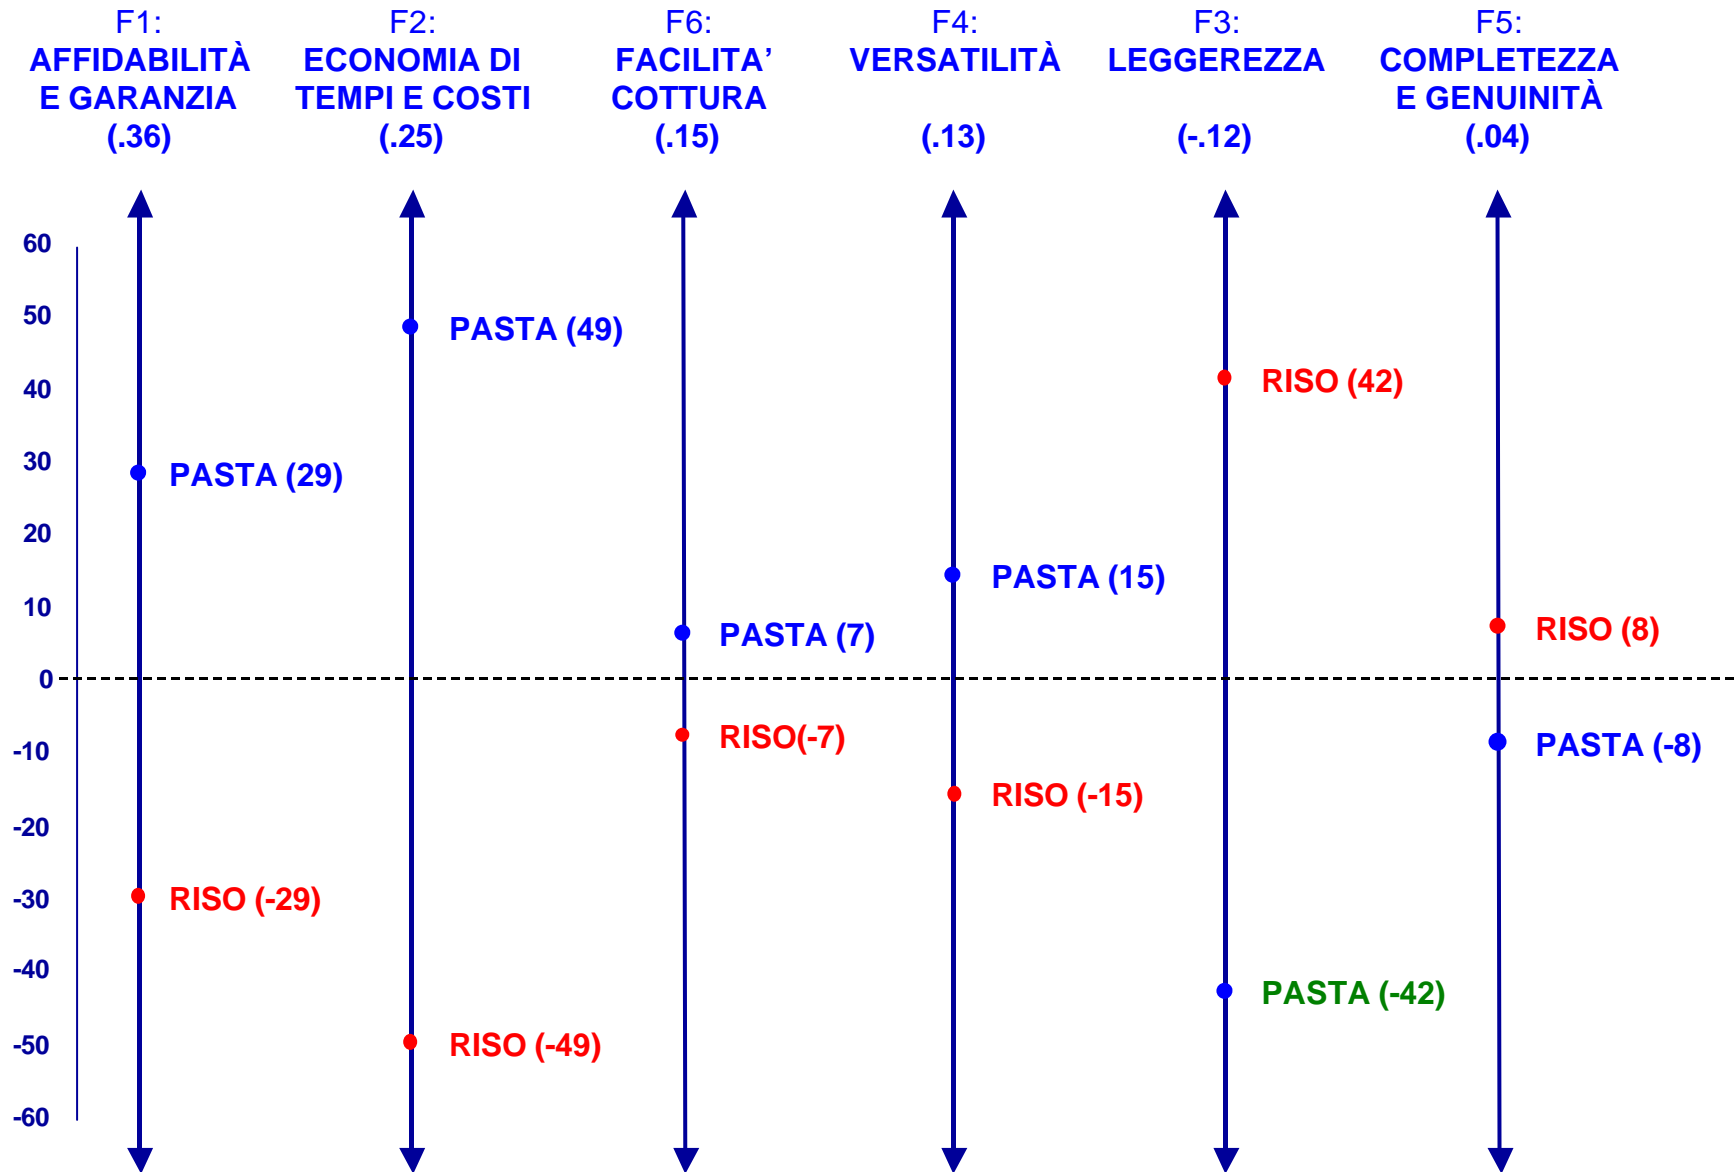 F1:
AFFIDABILITÀ
E GARANZIA
(.36)
F2:
ECONOMIA DI
TEMPI E COSTI
(.25)
F6:
FACILITA’
COTTURA
(.15)
F4:
VERSATILITÀ
(.13)
F3:
LEGGEREZZA
(-.12)
F5:
COMPLETEZZA
E GENUINITÀ
(.04)
60
50
40
30
20
10
0
-10
-20
-30
-40
-50
-60
PASTA (29)
RISO (-29)
PASTA (49)
RISO (-49)
PASTA (7)
RISO(-7)
PASTA (15)
RISO (-15)
RISO (42)
PASTA (-42)
RISO (8)
PASTA (-8)